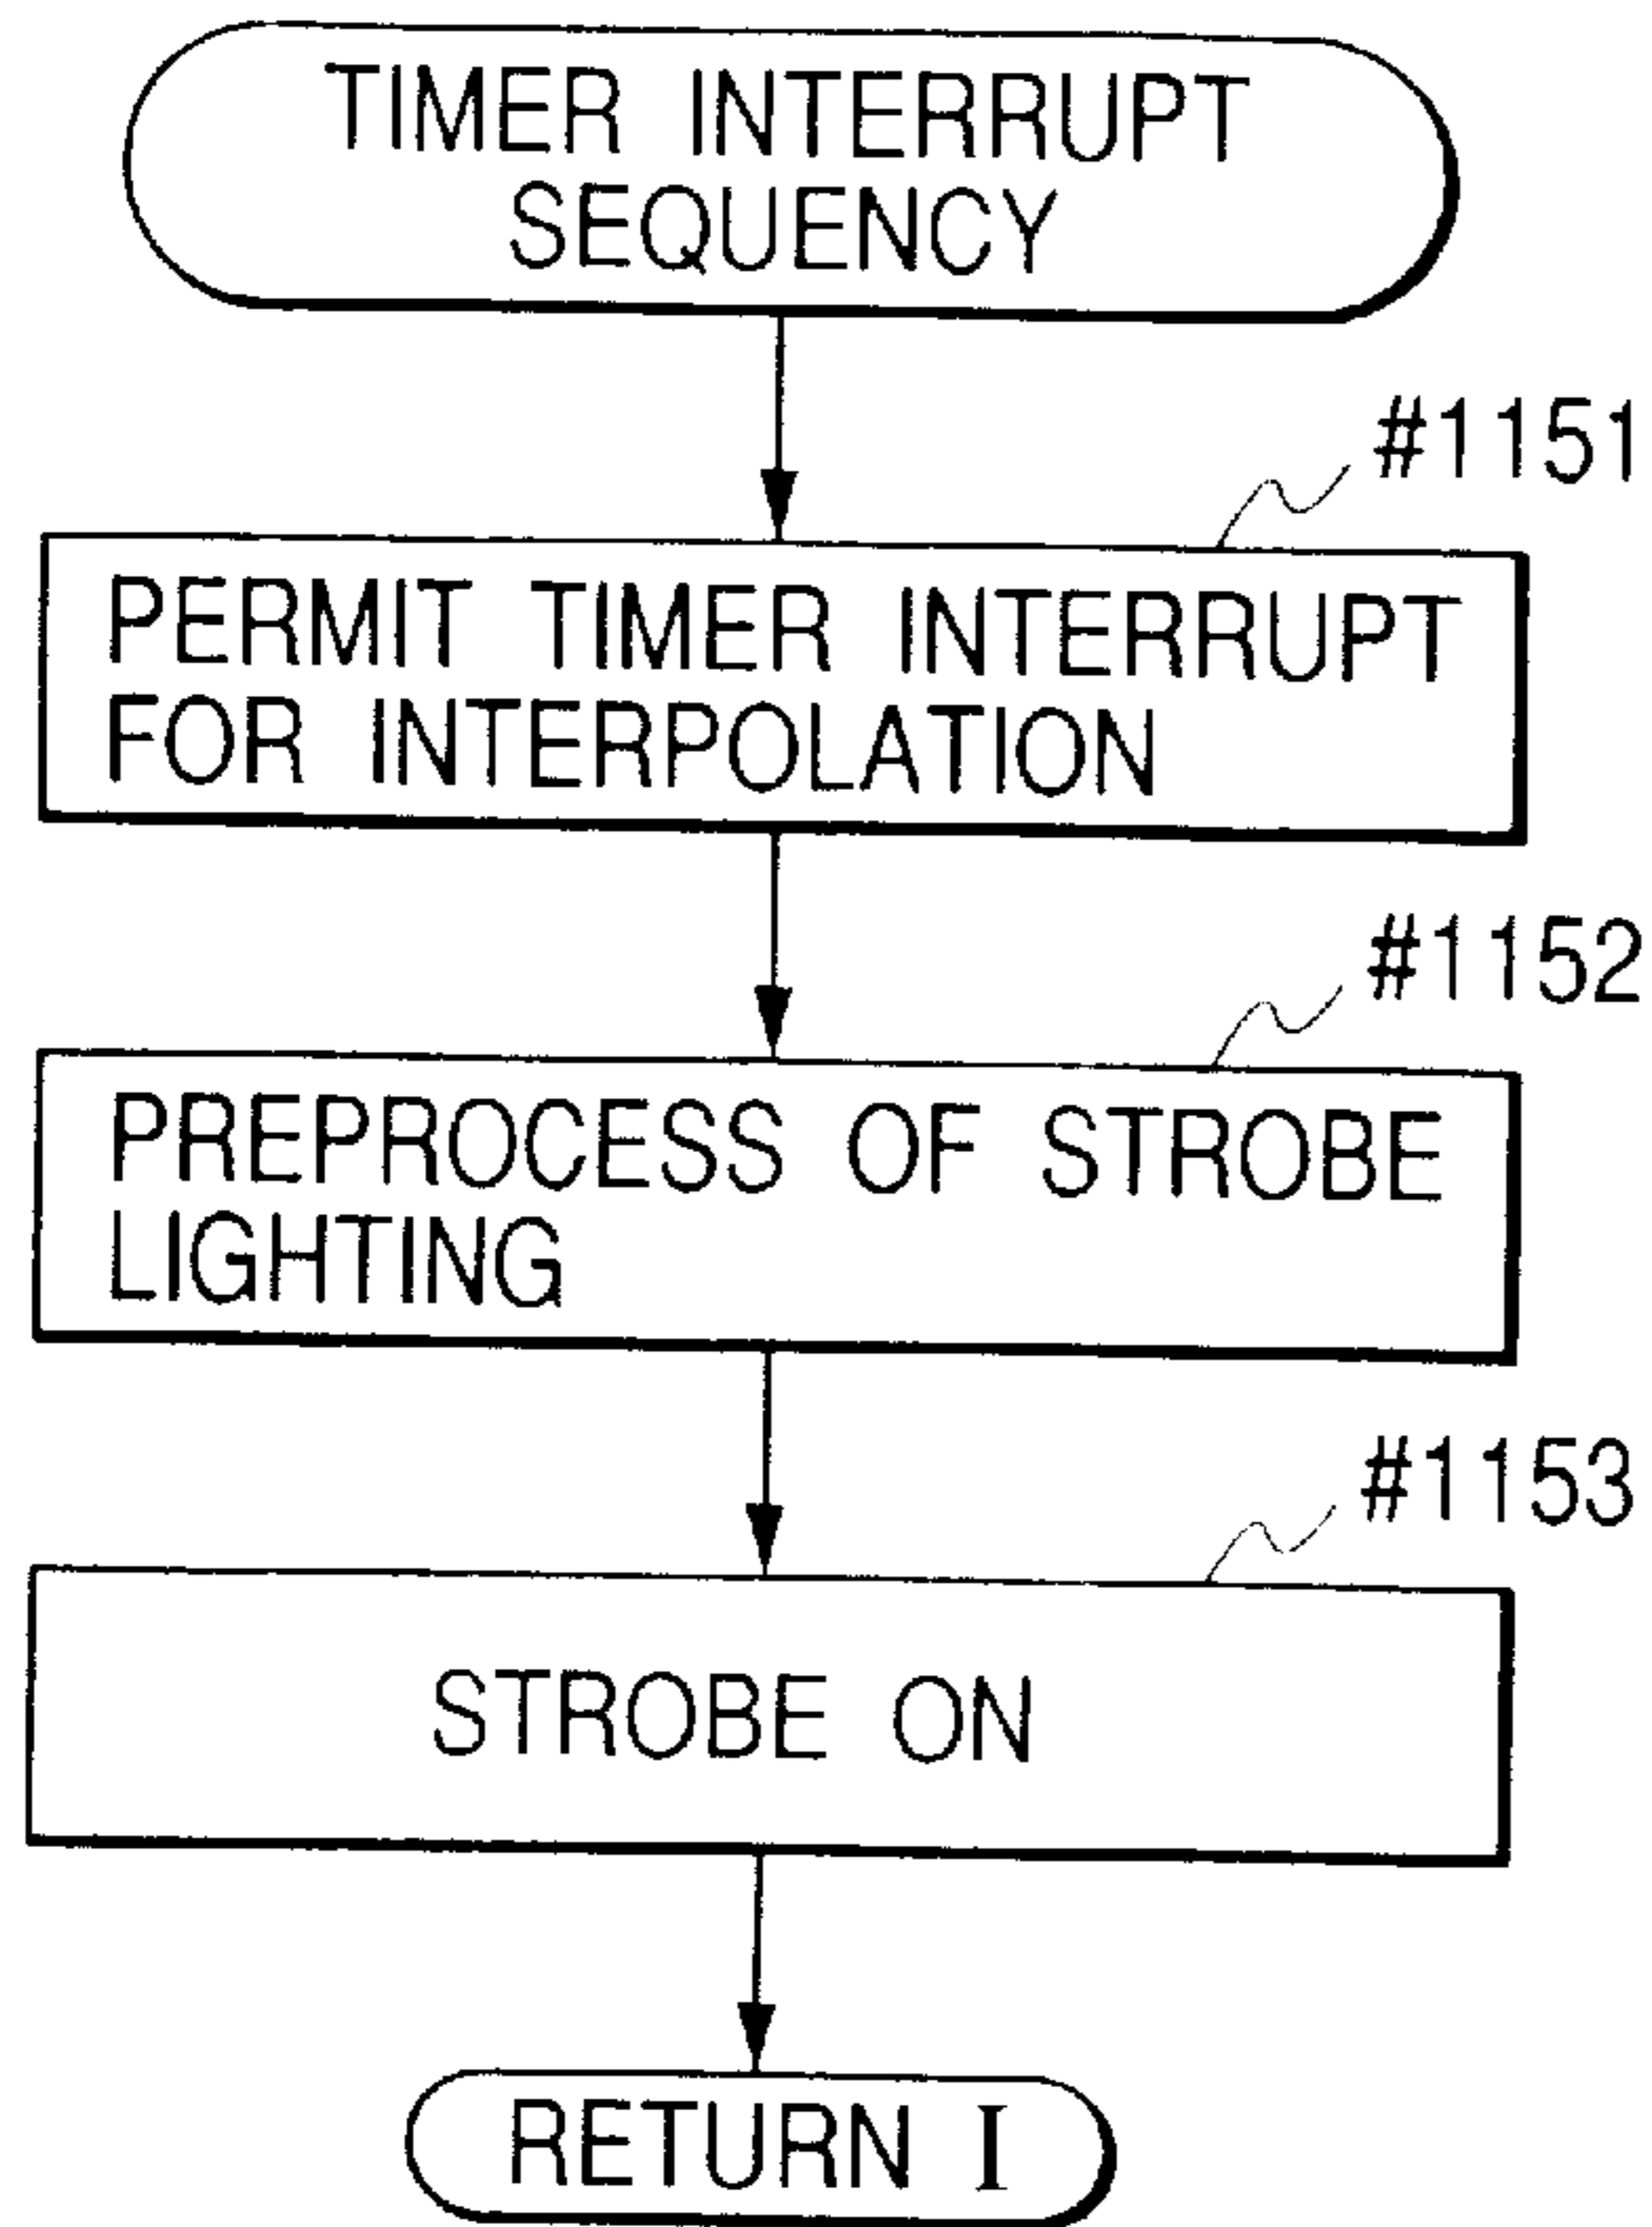 TIMER INTERRUPT
SEQUENCY
#1151
PERMIT TIMER INTERRUPT
FOR INTERPOLATION
#1152
PREPROCESS OF STROBE
LIGHTING
#1153
STROBE ON
RETURN I